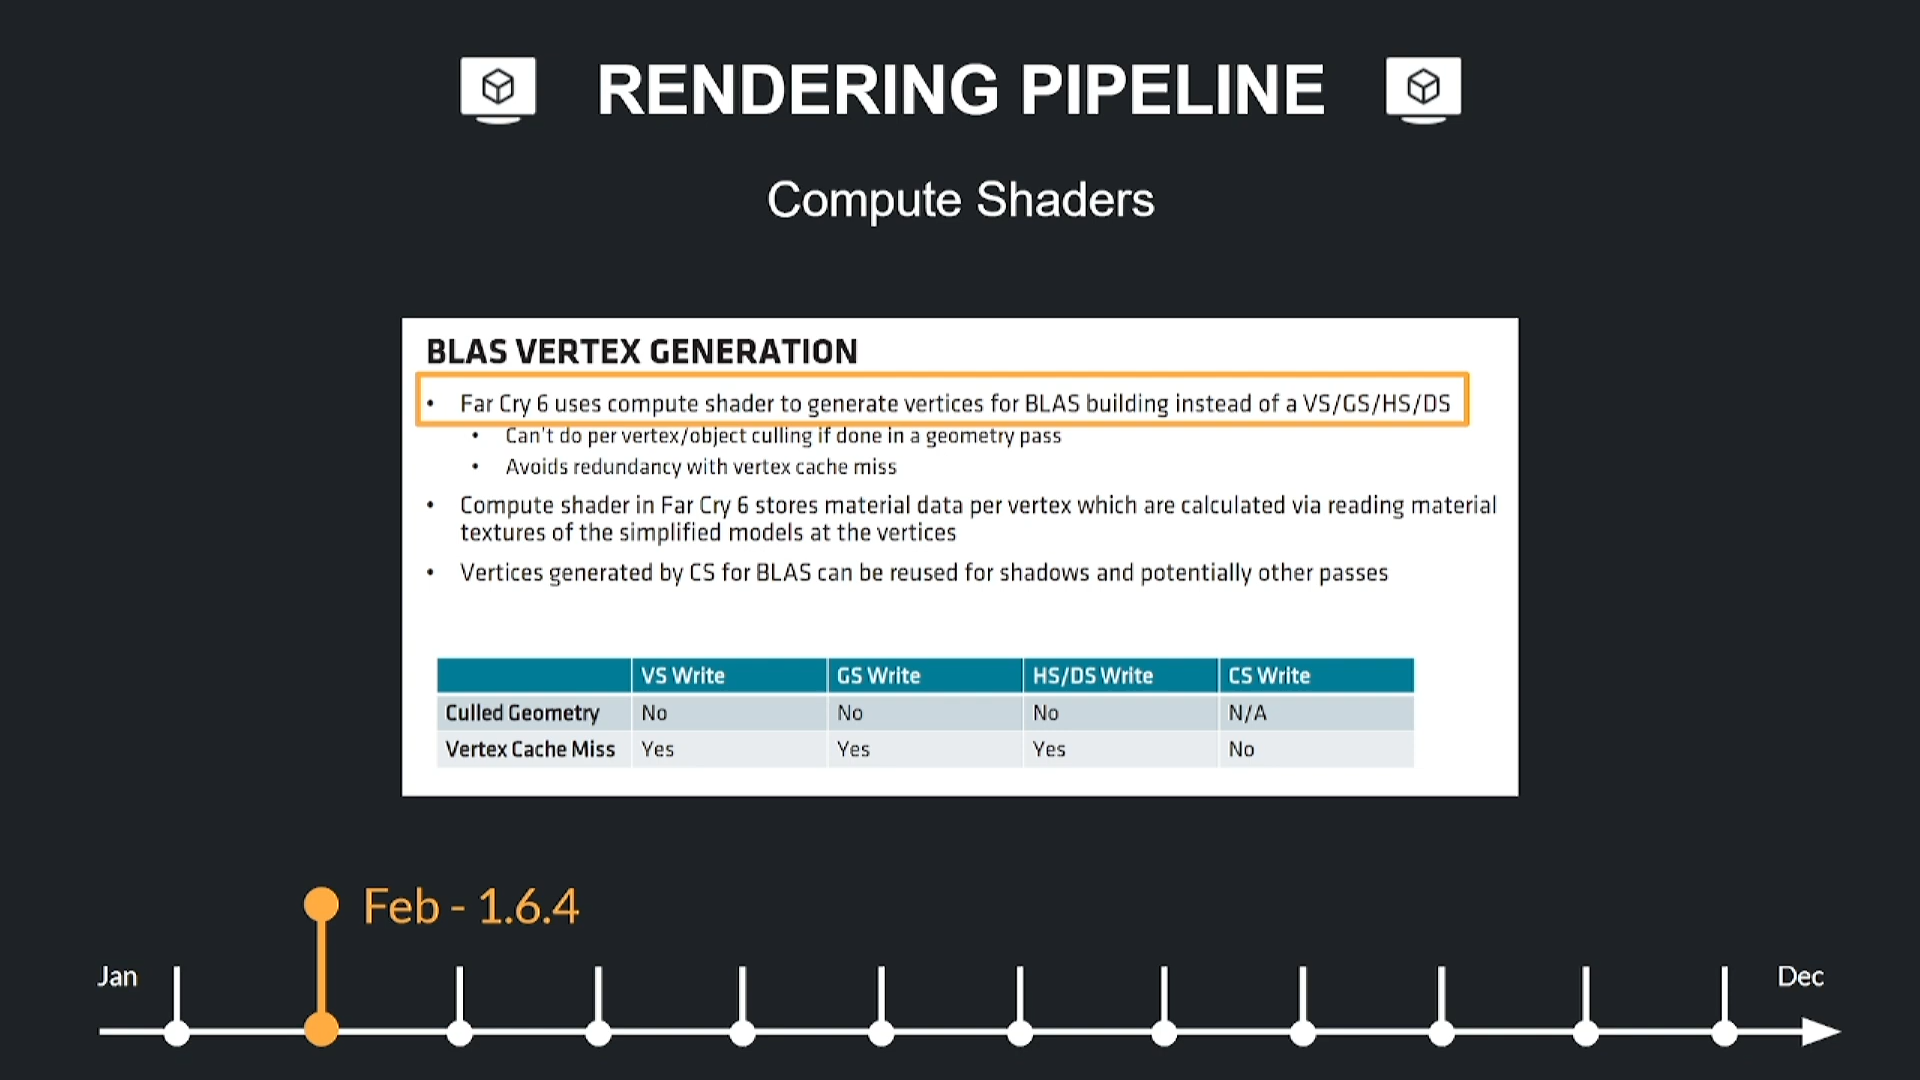 RENDERING PIPELINE
Compute Shaders
BLAS VERTEX GENERATION
• Far Cry 6 uses compute shader to generate vertices for BLAS building instead of a VS/GS/HS/DS
• Can't do per vertex/object culling if done in a geometry pass
• Avoids redundancy with vertex cache miss
• Compute shader in Far Cry 6 stores material data per vertex which are calculated via reading material
textures of the simplified models at the vertices
• Vertices generated by CS for BLAS can be reused for shadows and potentially other passes
VS Write GS Write HS/DS Write CS Write
Culled Geometry No No No N/A
Vertex Cache Miss Yes Yes Yes No
Feb - 1.6.4
Jan Dec